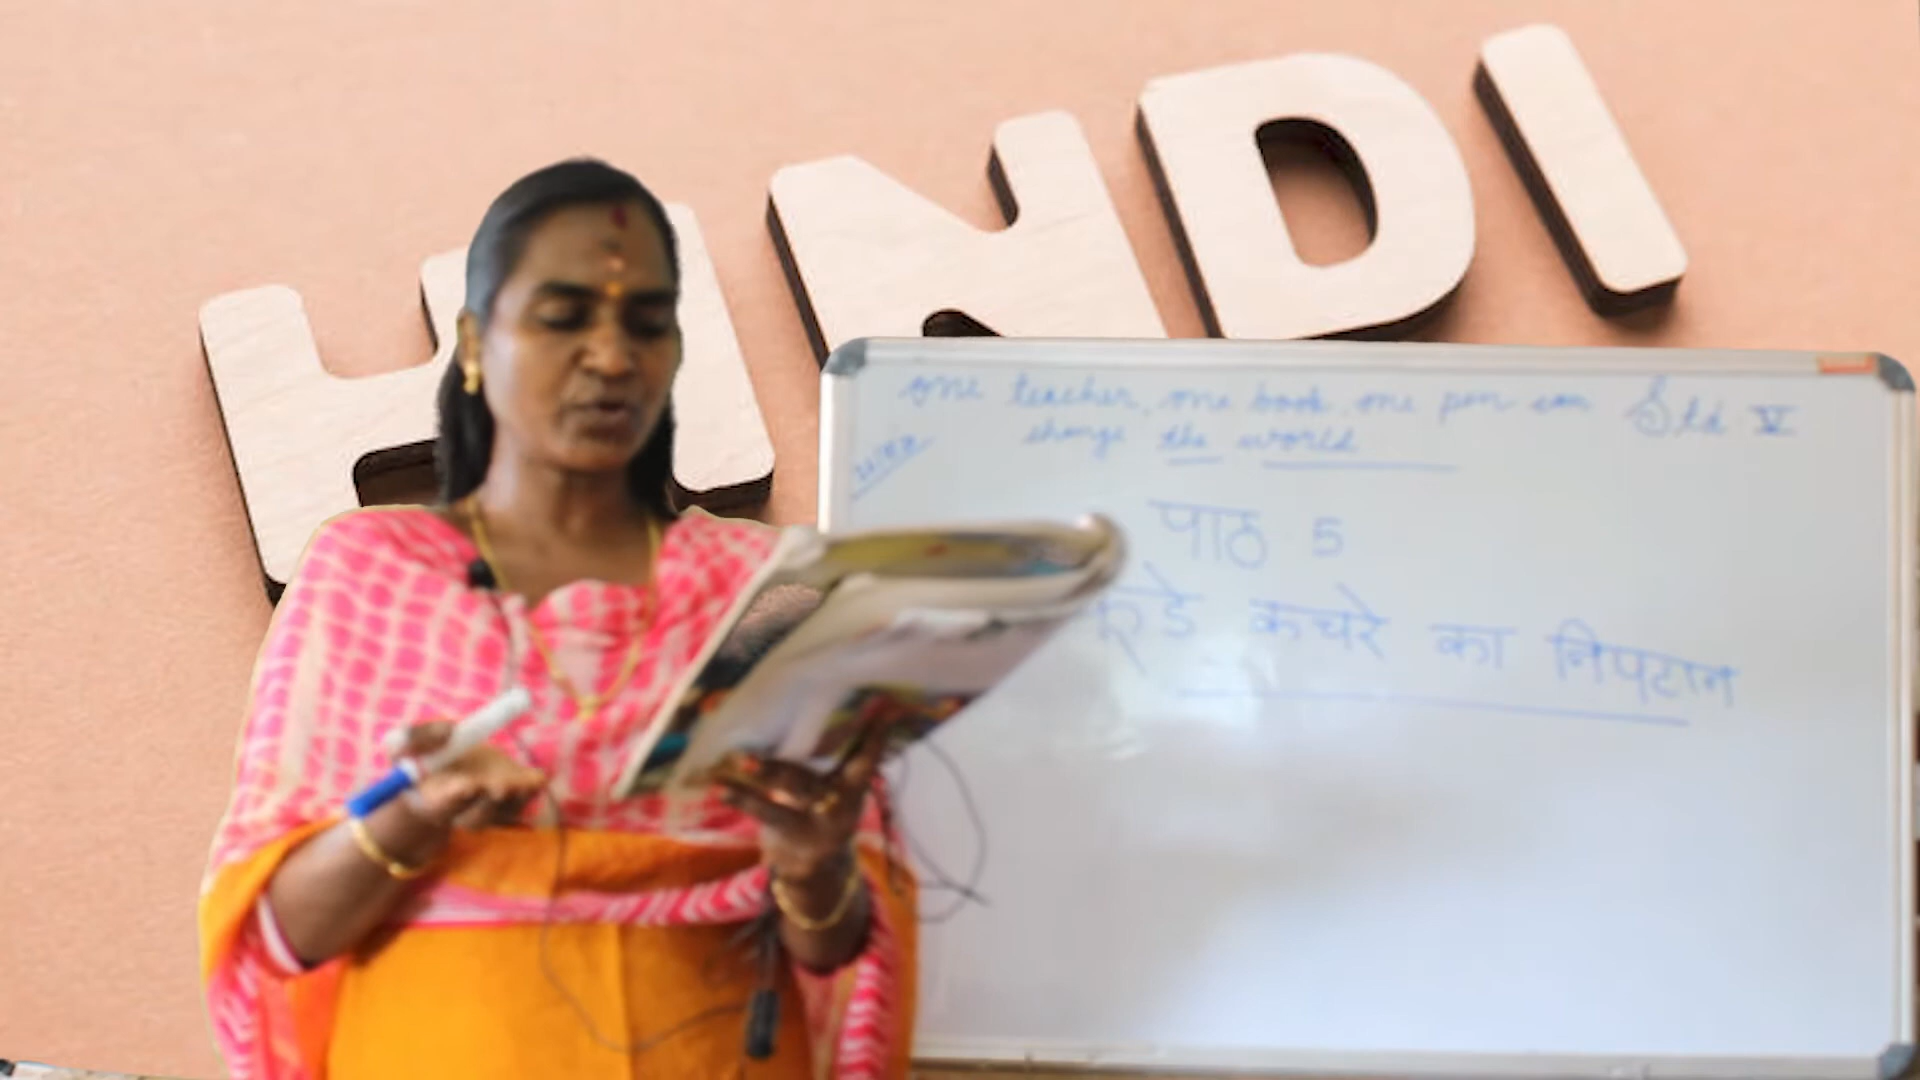 HINDI
one teacher, one book, one pen can
change the world
Std V
पाठ 5
कूडे कचरे का निपटान